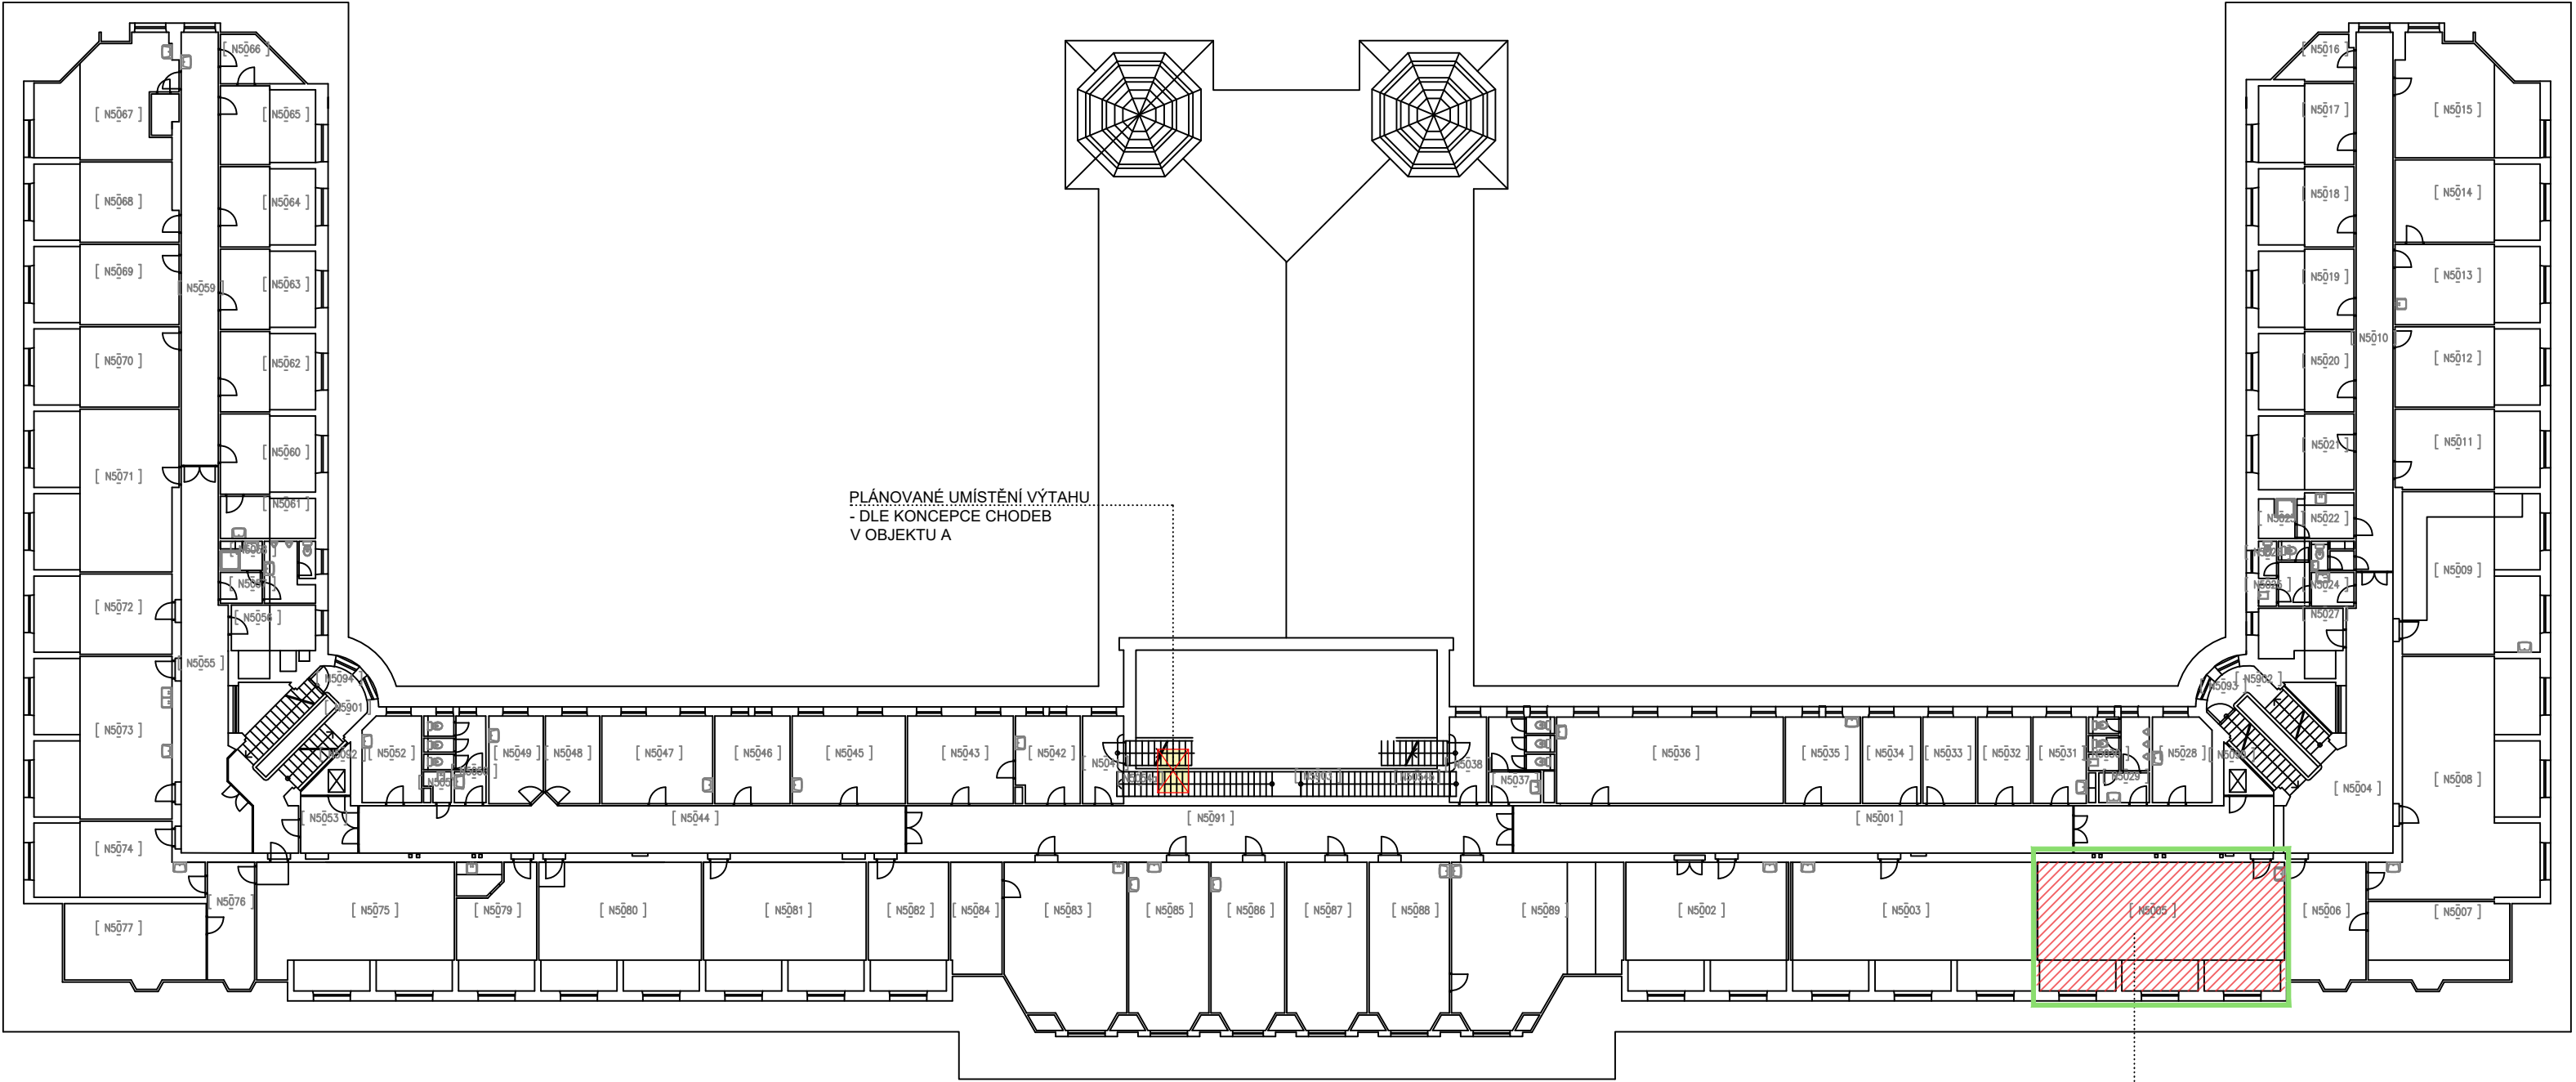 [ N5066 ]
[ N5016 ]
[ N5067 ]
[ N5065 ]
[ N5017 ]
[ N5015 ]
[ N5068 ]
[ N5064 ]
[ N5018 ]
[ N5014 ]
[ N5069 ]
[ N5059 ]
[ N5063 ]
[ N5019 ]
[ N5013 ]
[ N5010 ]
[ N5070 ]
[ N5062 ]
[ N5020 ]
[ N5012 ]
[ N5071 ]
[ N5060 ]
[ N5021 ]
[ N5011 ]
[ N5061 ]
PLÁNOVANÉ UMÍSTĚNÍ VÝTAHU
- DLE KONCEPCE CHODEB
V OBJEKTU A
[ N5022 ]
[ N5009 ]
[ N5024 ]
[ N5072 ]
[ N5056 ]
[ N5027 ]
[ N5055 ]
[ N5094 ]
[ N5093 ]
[ N5902 ]
[ N5901 ]
[ N5073 ]
[ N5052 ]
[ N5049 ]
[ N5048 ]
[ N5047 ]
[ N5046 ]
[ N5045 ]
[ N5043 ]
[ N5042 ]
[ N5038 ]
[ N5037 ]
[ N5036 ]
[ N5035 ]
[ N5034 ]
[ N5033 ]
[ N5032 ]
[ N5031 ]
[ N5029 ]
[ N5028 ]
[ N5004 ]
[ N5008 ]
[ N5053 ]
[ N5044 ]
[ N5091 ]
[ N5001 ]
[ N5074 ]
[ N5076 ]
[ N5077 ]
[ N5075 ]
[ N5079 ]
[ N5080 ]
[ N5081 ]
[ N5082 ]
[ N5084 ]
[ N5083 ]
[ N5085 ]
[ N5086 ]
[ N5087 ]
[ N5088 ]
[ N5089 ]
[ N5002 ]
[ N5003 ]
[ N5005 ]
[ N5006 ]
[ N5007 ]